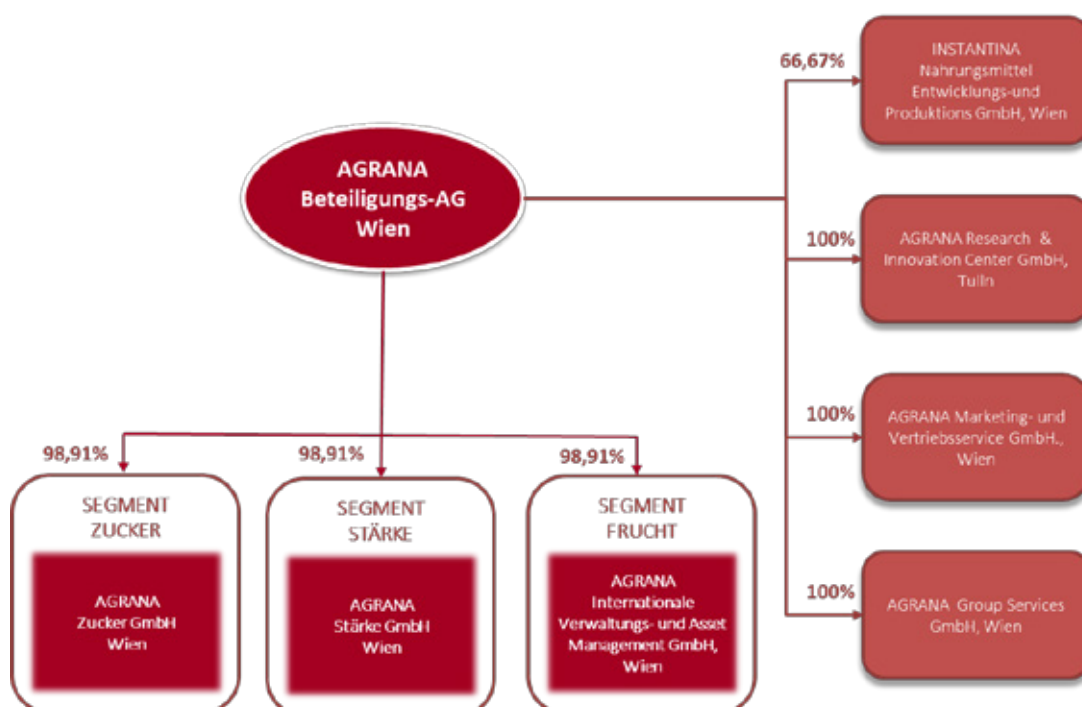 AGRANA
Beteiligungs-AG
Wien
66,67%
INSTANTINA
Nahrungsmittel
Entwicklungs-und
Produktions GmbH, Wien
100%
AGRANA Research &
Innovation Center GmbH,
Tulln
100%
AGRANA Marketing- und
Vertriebsservice GmbH.,
Wien
100%
AGRANA Group Services
GmbH, Wien
98,91%
SEGMENT
ZUCKER
AGRANA
Zucker GmbH
Wien
98,91%
SEGMENT
STÄRKE
AGRANA
Stärke GmbH
Wien
98,91%
SEGMENT
FRUCHT
AGRANA
Internationale
Verwaltungs- und Asset
Management GmbH,
Wien